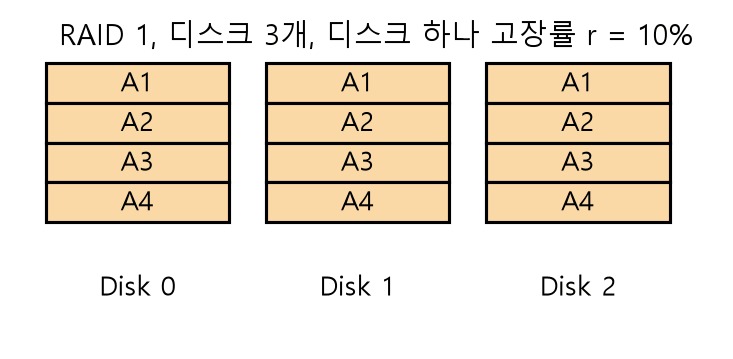 RAID 1, 디스크 3개, 디스크 하나 고장률 r = 10%
A1 A1 A1
A2 A2 A2
A3 A3 A3
A4 A4 A4
Disk 0 Disk 1 Disk 2